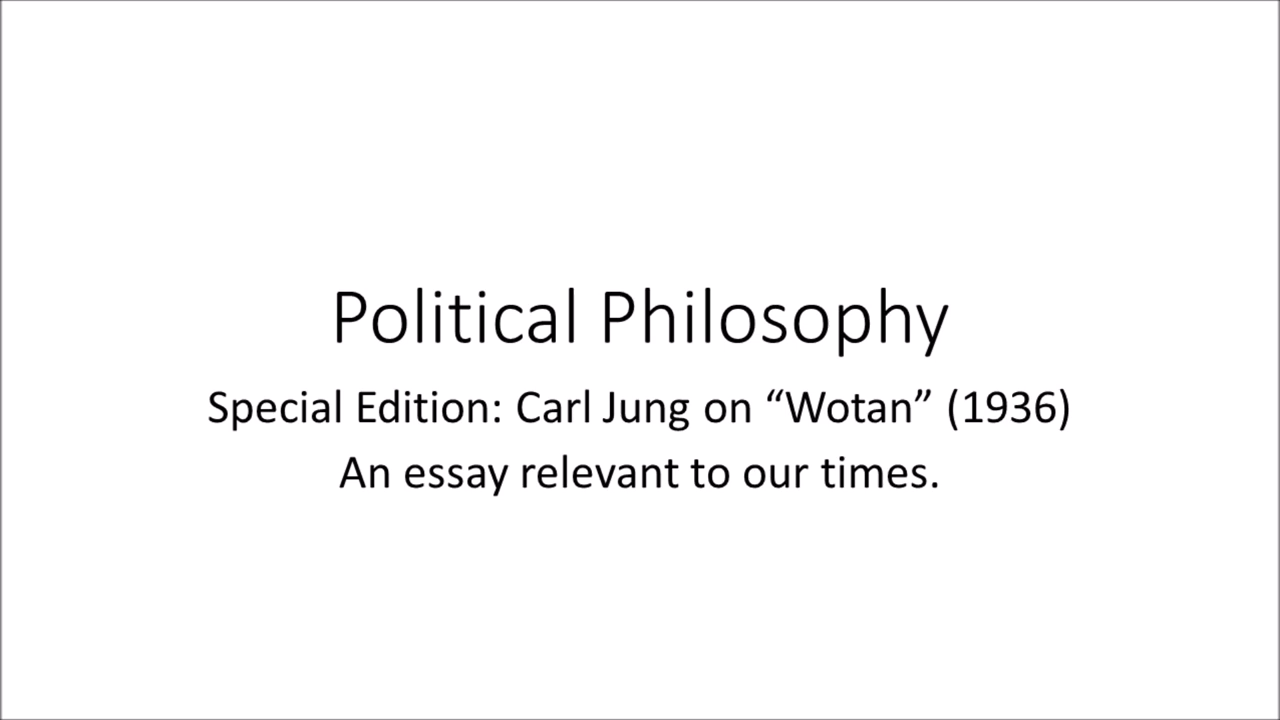 Political Philosophy
Special Edition: Carl Jung on “Wotan” (1936)
An essay relevant to our times.